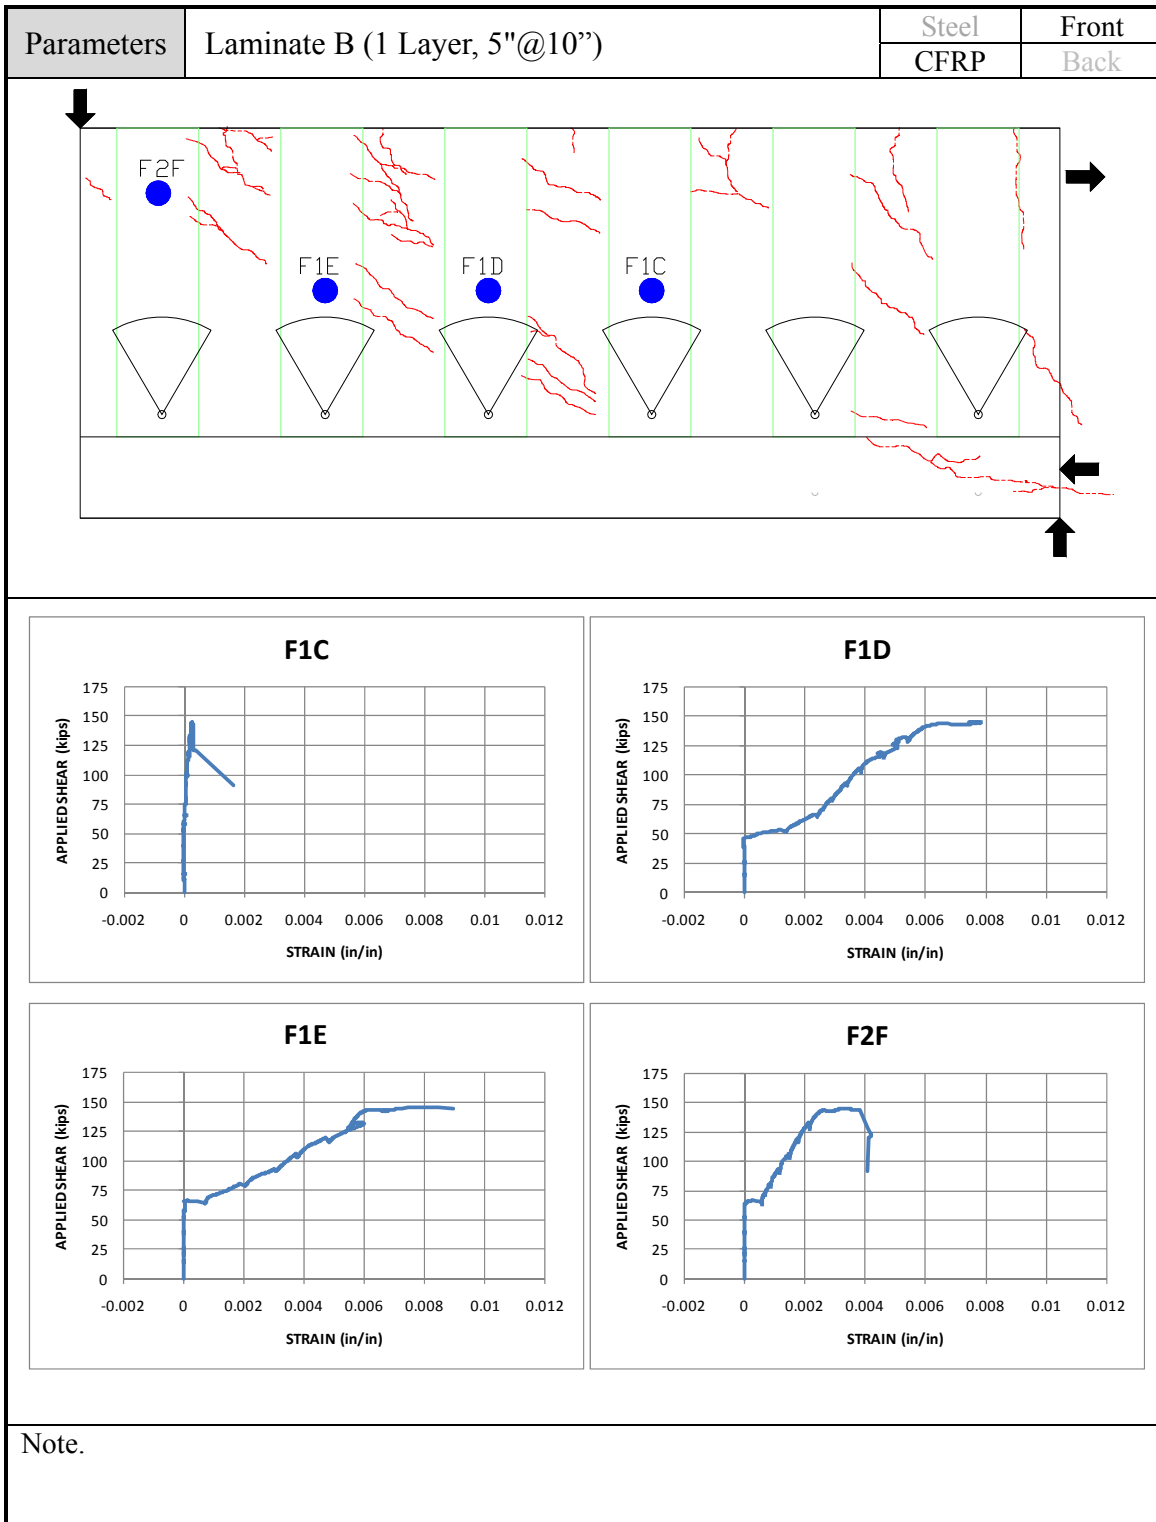 Parameters Laminate B (1 Layer, 5"@10”) Steel Front
CFRP Back
F2F
F1E F1D F1C
F1C
APPLIED SHEAR (kips)
175
150
125
100
75
50
25
0
-0.002 0 0.002 0.004 0.006 0.008 0.01 0.012
STRAIN (in/in)
F1D
APPLIED SHEAR (kips)
175
150
125
100
75
50
25
0
-0.002 0 0.002 0.004 0.006 0.008 0.01 0.012
STRAIN (in/in)
F1E
APPLIED SHEAR (kips)
175
150
125
100
75
50
25
0
-0.002 0 0.002 0.004 0.006 0.008 0.01 0.012
STRAIN (in/in)
F2F
APPLIED SHEAR (kips)
175
150
125
100
75
50
25
0
-0.002 0 0.002 0.004 0.006 0.008 0.01 0.012
STRAIN (in/in)
Note.